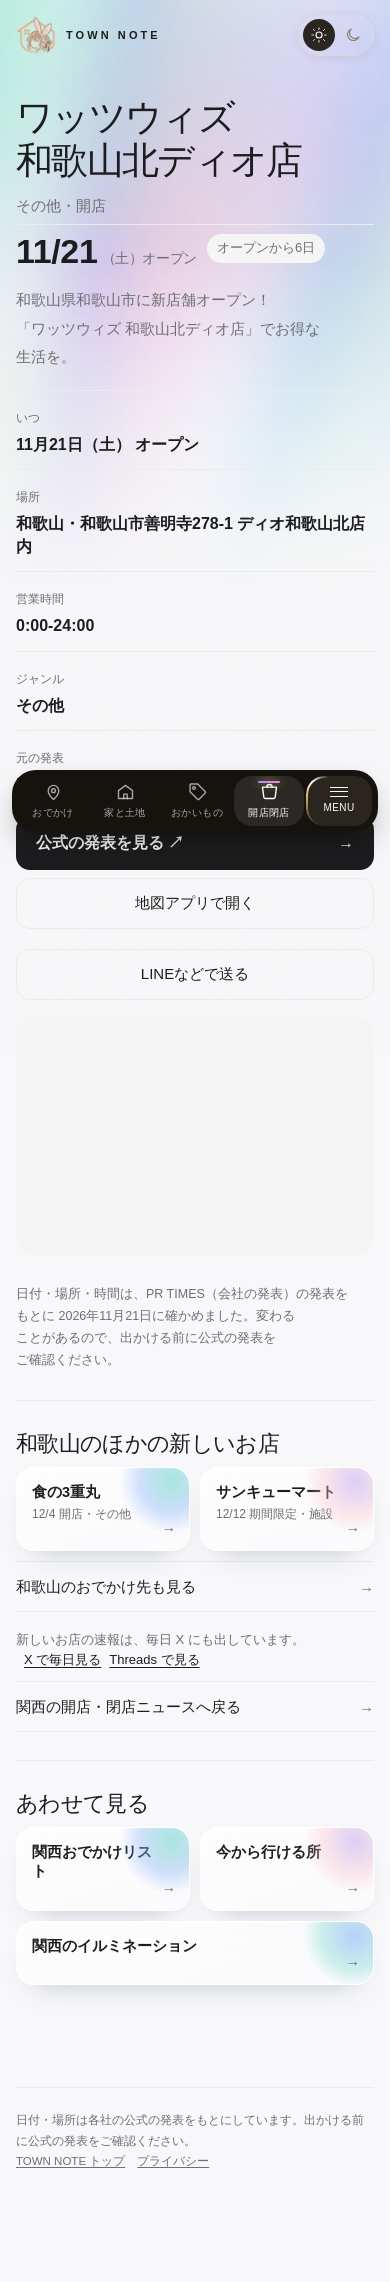 TOWN NOTE
ワッツウィズ
和歌山北ディオ店
その他・開店
11/21 （土）オープン オープンから6日
和歌山県和歌山市に新店舗オープン！
「ワッツウィズ 和歌山北ディオ店」でお得な
生活を。
いつ
11月21日（土） オープン
場所
和歌山・和歌山市善明寺278-1 ディオ和歌山北店
内
営業時間
0:00-24:00
ジャンル
その他
元の発表
おでかけ 家と土地 おかいもの 開店閉店 MENU
公式の発表を見る ↗ →
地図アプリで開く
LINEなどで送る
日付・場所・時間は、PR TIMES（会社の発表）の発表を
もとに 2026年11月21日に確かめました。変わる
ことがあるので、出かける前に公式の発表を
ご確認ください。
和歌山のほかの新しいお店
食の3重丸
12/4 開店・その他
→
サンキューマート
12/12 期間限定・施設
→
和歌山のおでかけ先も見る →
新しいお店の速報は、毎日 X にも出しています。
X で毎日見る Threads で見る
関西の開店・閉店ニュースへ戻る →
あわせて見る
関西おでかけリス
ト
→
今から行ける所
→
関西のイルミネーション
→
日付・場所は各社の公式の発表をもとにしています。出かける前
に公式の発表をご確認ください。
TOWN NOTE トップ プライバシー